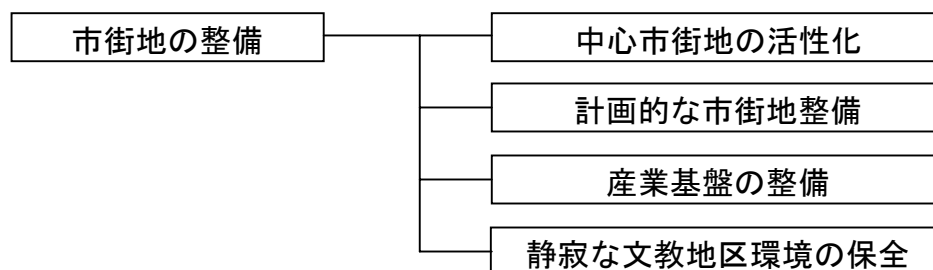 市街地の整備
中心市街地の活性化
計画的な市街地整備
産業基盤の整備
静寂な文教地区環境の保全